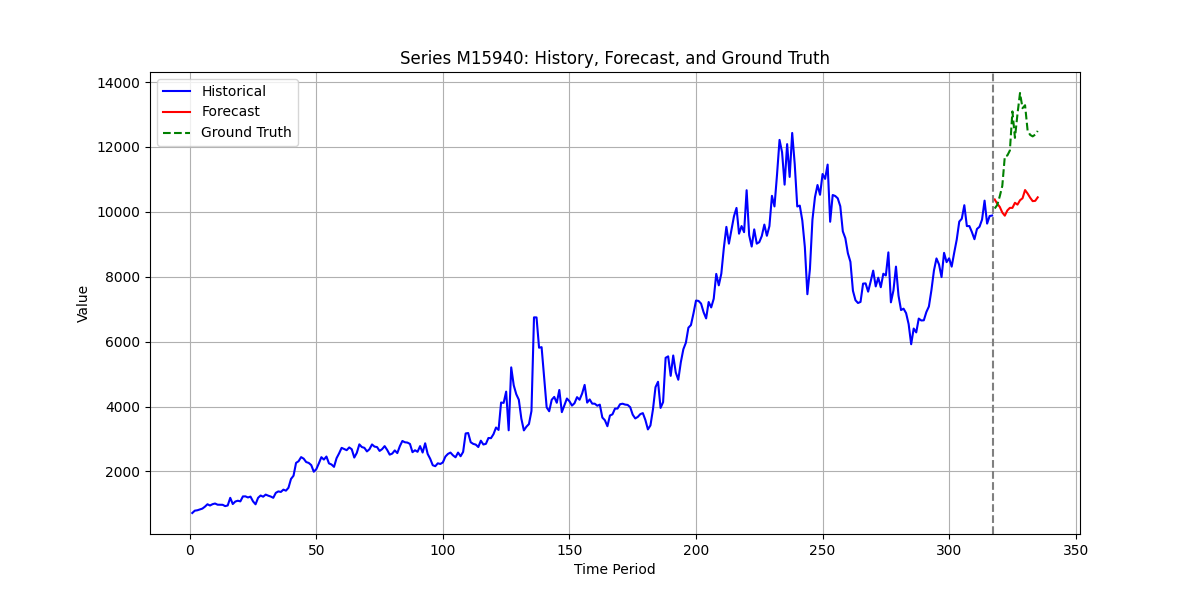 Series M15940: History, Forecast, and Ground Truth
14000
12000
10000
8000
6000
4000
2000
Value
Historical
Forecast
Ground Truth
0 50 100 150 200 250 300 350
Time Period